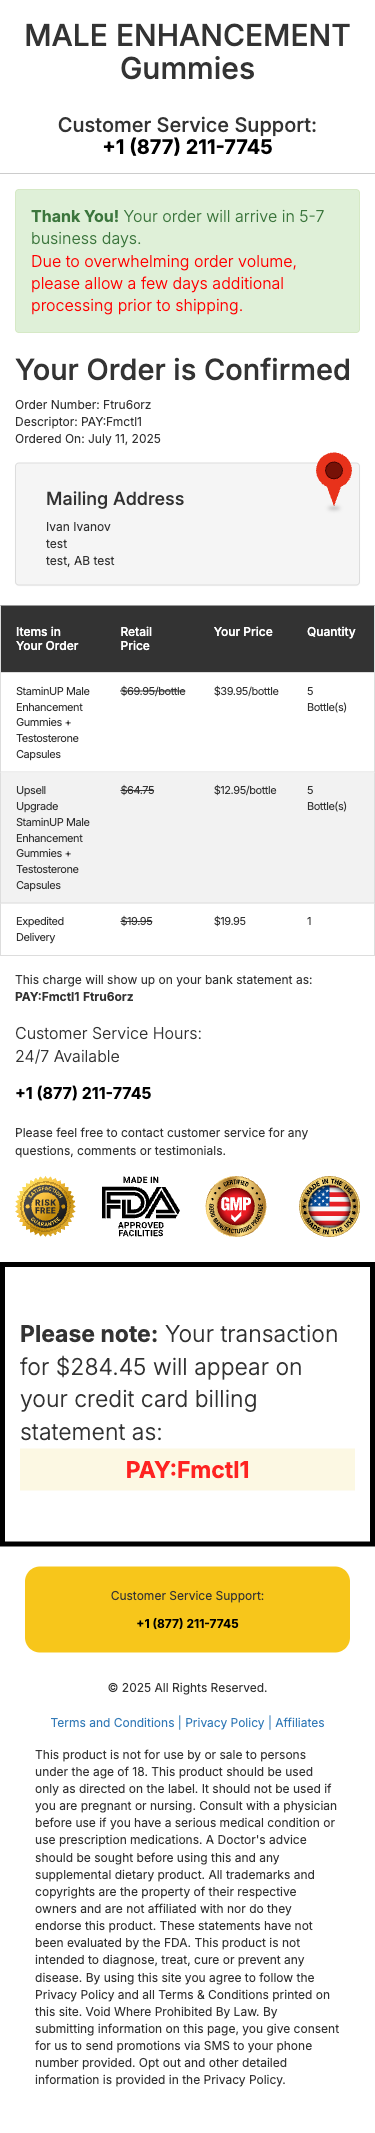 MALE ENHANCEMENT
Gummies
Customer Service Support:
+1 (877) 211-7745
Thank You! Your order will arrive in 5-7
business days.
Due to overwhelming order volume,
please allow a few days additional
processing prior to shipping.
Your Order is Confirmed
Order Number: Ftru6orz
Descriptor: PAY:Fmctl1
Ordered On: July 11, 2025
Mailing Address
Ivan Ivanov
test
test, AB test
Items in Retail Your Price Quantity
Your Order Price
StaminUP Male $69.95/bottle $39.95/bottle 5
Enhancement Bottle(s)
Gummies +
Testosterone
Capsules
Upsell $64.75 $12.95/bottle 5
Upgrade Bottle(s)
StaminUP Male
Enhancement
Gummies +
Testosterone
Capsules
Expedited $19.95 $19.95 1
Delivery
This charge will show up on your bank statement as:
PAY:Fmctl1 Ftru6orz
Customer Service Hours:
24/7 Available
+1 (877) 211-7745
Please feel free to contact customer service for any
questions, comments or testimonials.
SATISFACTION
RISK
FREE
GUARANTEE
MADE IN
FDA
APPROVED
FACILITIES
CERTIFIED
GMP
GOOD MANUFACTURING PRACTICE
MADE IN THE USA
MADE IN THE USA
Please note: Your transaction
for $284.45 will appear on
your credit card billing
statement as:
PAY:Fmctl1
Customer Service Support:
+1 (877) 211-7745
© 2025 All Rights Reserved.
Terms and Conditions | Privacy Policy | Affiliates
This product is not for use by or sale to persons
under the age of 18. This product should be used
only as directed on the label. It should not be used if
you are pregnant or nursing. Consult with a physician
before use if you have a serious medical condition or
use prescription medications. A Doctor's advice
should be sought before using this and any
supplemental dietary product. All trademarks and
copyrights are the property of their respective
owners and are not affiliated with nor do they
endorse this product. These statements have not
been evaluated by the FDA. This product is not
intended to diagnose, treat, cure or prevent any
disease. By using this site you agree to follow the
Privacy Policy and all Terms & Conditions printed on
this site. Void Where Prohibited By Law. By
submitting information on this page, you give consent
for us to send promotions via SMS to your phone
number provided. Opt out and other detailed
information is provided in the Privacy Policy.